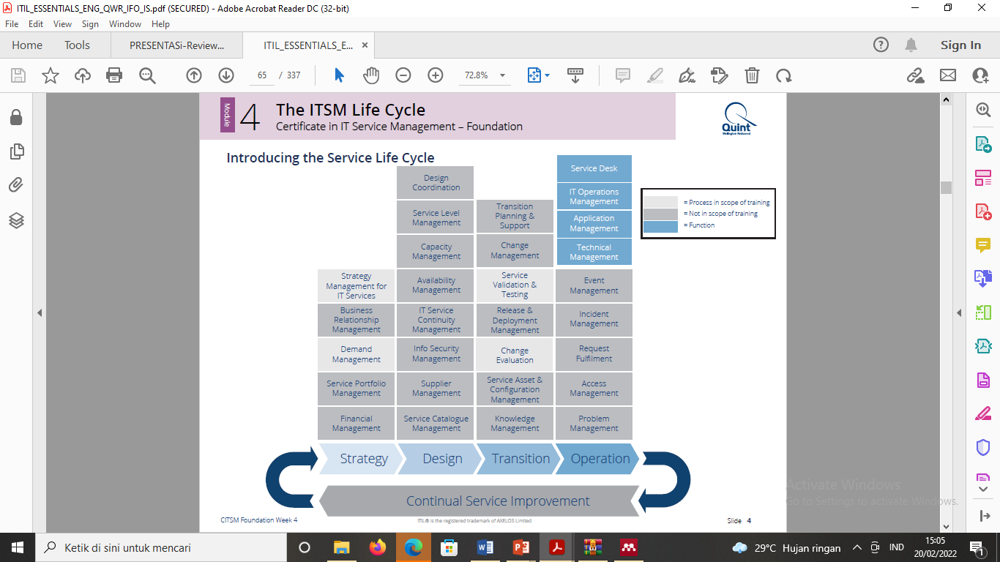 ITIL_ESSENTIALS_ENG_QWR_IFO_IS.pdf (SECURED) - Adobe Acrobat Reader DC (32-bit)
File Edit View Sign Window Help
Home Tools PRESENTASi-Review... ITIL_ESSENTIALS_E... × Sign In
65 / 337 72.8%
Module
4
The ITSM Life Cycle
Certificate in IT Service Management – Foundation
Quint
Wellington Redwood
Introducing the Service Life Cycle
Strategy
Management for
IT Services
Business
Relationship
Management
Demand
Management
Service Portfolio
Management
Financial
Management
Design
Coordination
Service Level
Management
Capacity
Management
Availability
Management
IT Service
Continuity
Management
Info Security
Management
Supplier
Management
Service Catalogue
Management
Transition
Planning &
Support
Change
Management
Service
Validation &
Testing
Release &
Deployment
Management
Change
Evaluation
Service Asset &
Configuration
Management
Knowledge
Management
Service Desk
IT Operations
Management
Application
Management
Technical
Management
Event
Management
Incident
Management
Request
Fulfilment
Access
Management
Problem
Management
= Process in scope of training
= Not in scope of training
= Function
Strategy Design Transition Operation
Continual Service Improvement
CITSM Foundation Week 4
ITIL® is the registered trademark of AXELOS Limited
Slide 4
Activate Windows
Go to Settings to activate Windows.
Ketik di sini untuk mencari
29°C Hujan ringan
IND
15:05
20/02/2022
1